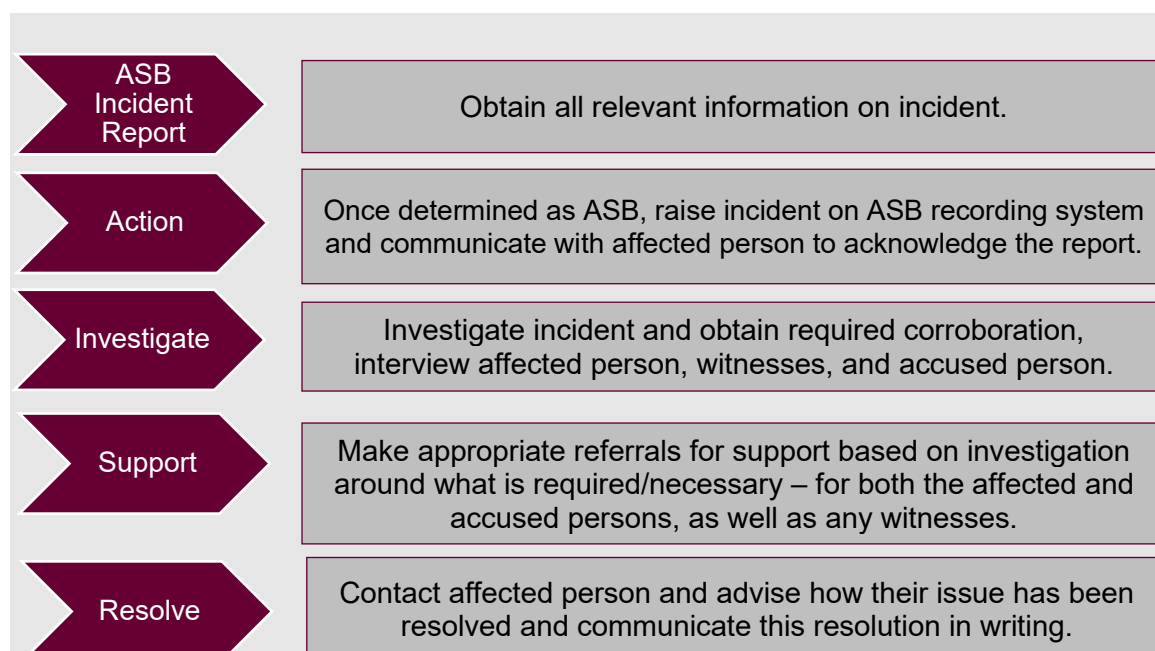 ASB
Incident
Report
Obtain all relevant information on incident.
Action
Once determined as ASB, raise incident on ASB recording system
and communicate with affected person to acknowledge the report.
Investigate
Investigate incident and obtain required corroboration,
interview affected person, witnesses, and accused person.
Support
Make appropriate referrals for support based on investigation
around what is required/necessary – for both the affected and
accused persons, as well as any witnesses.
Resolve
Contact affected person and advise how their issue has been
resolved and communicate this resolution in writing.